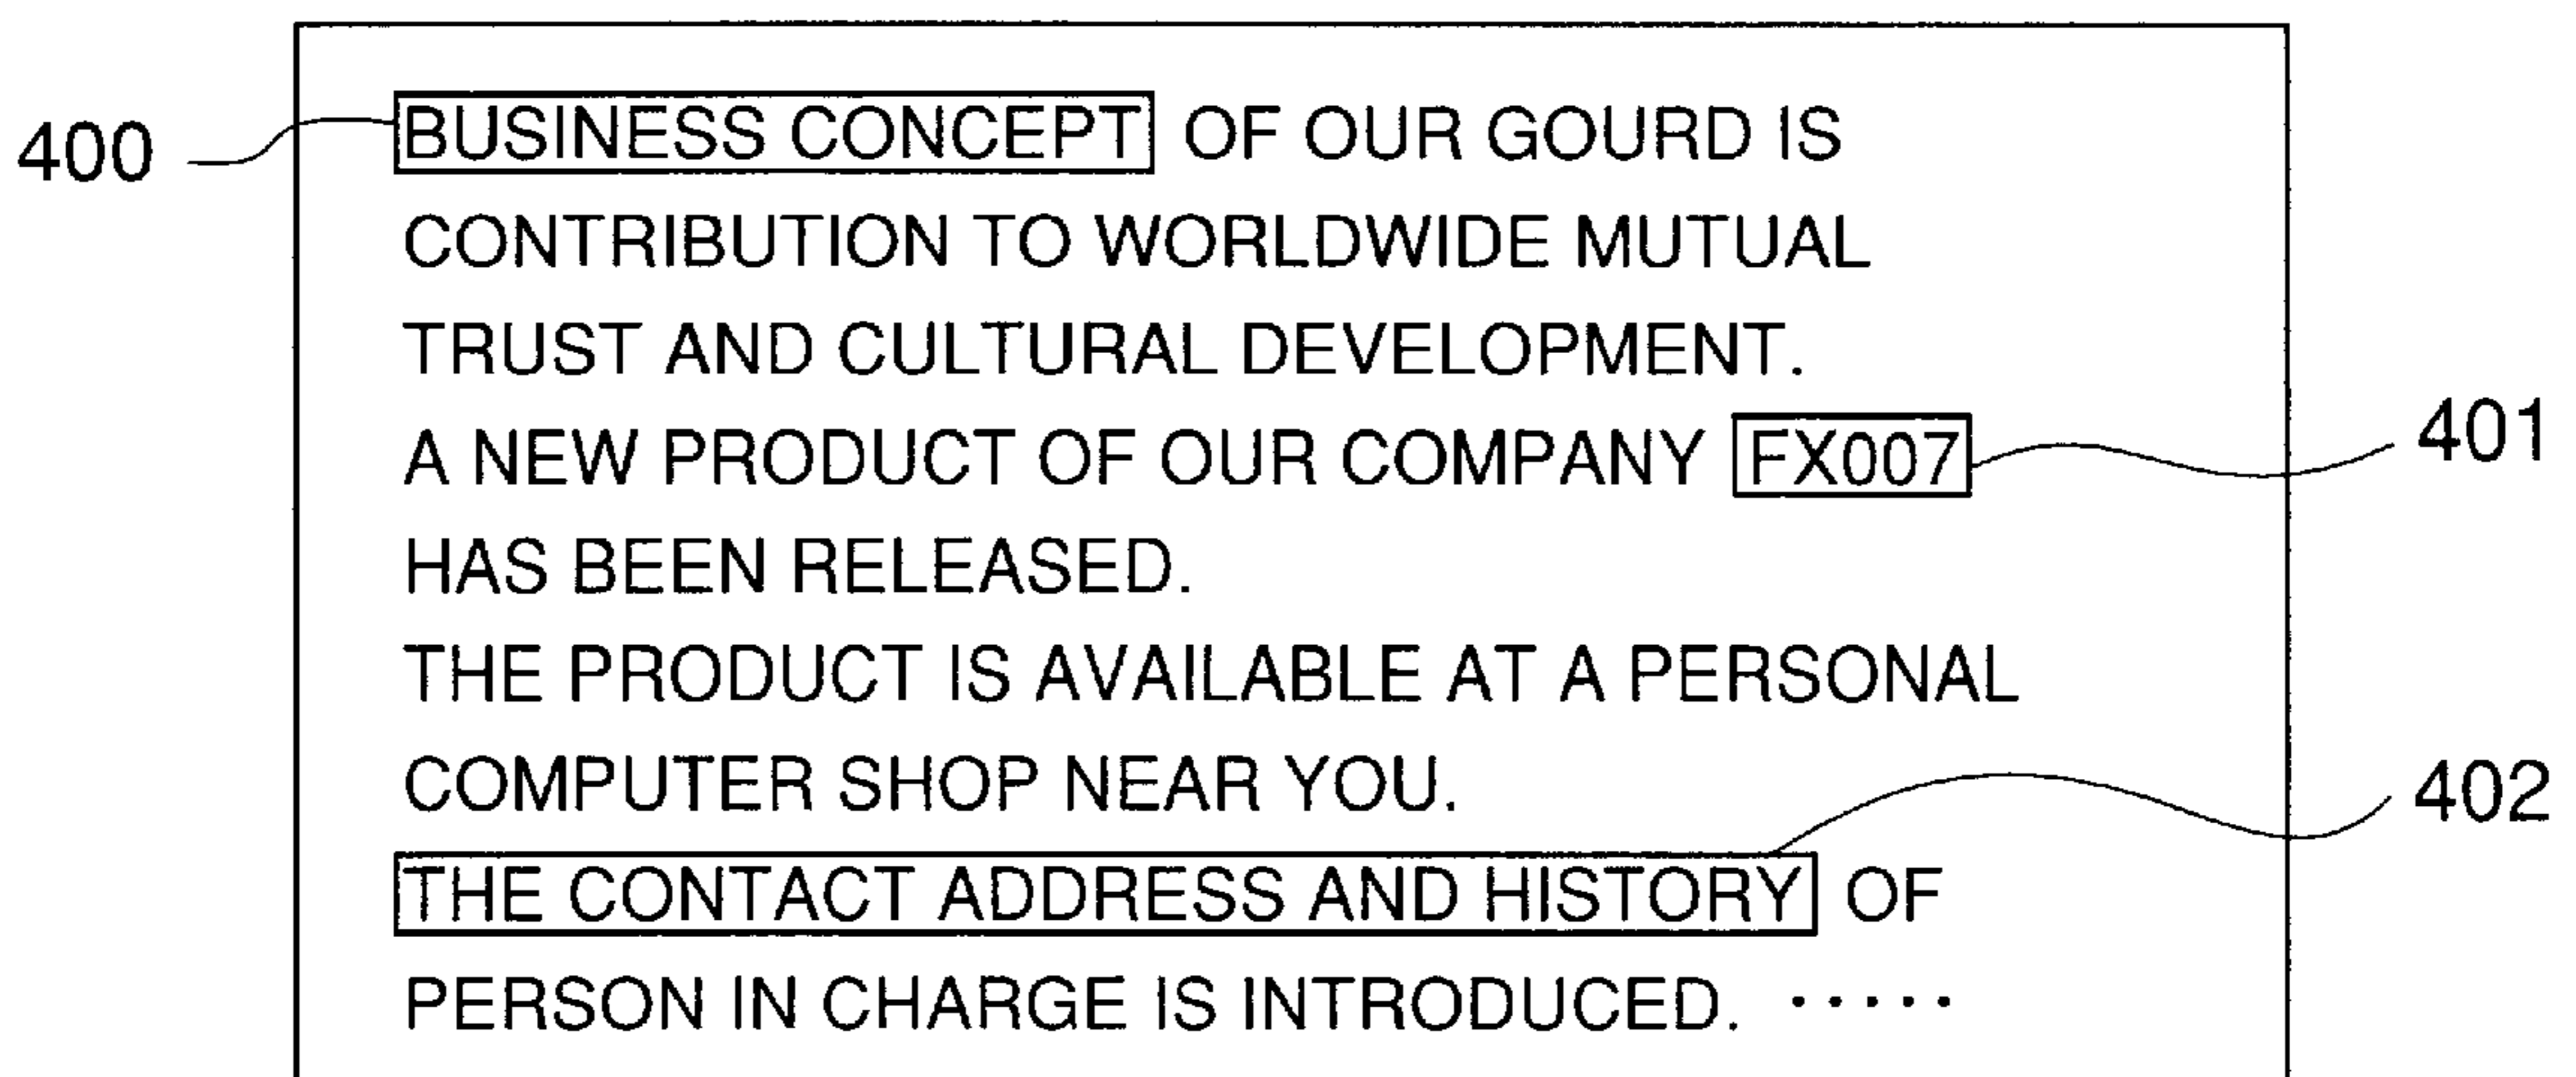 400 BUSINESS CONCEPT OF OUR GOURD IS
CONTRIBUTION TO WORLDWIDE MUTUAL
TRUST AND CULTURAL DEVELOPMENT.
A NEW PRODUCT OF OUR COMPANY FX007 401
HAS BEEN RELEASED.
THE PRODUCT IS AVAILABLE AT A PERSONAL
COMPUTER SHOP NEAR YOU.
402
THE CONTACT ADDRESS AND HISTORY OF
PERSON IN CHARGE IS INTRODUCED. ·····